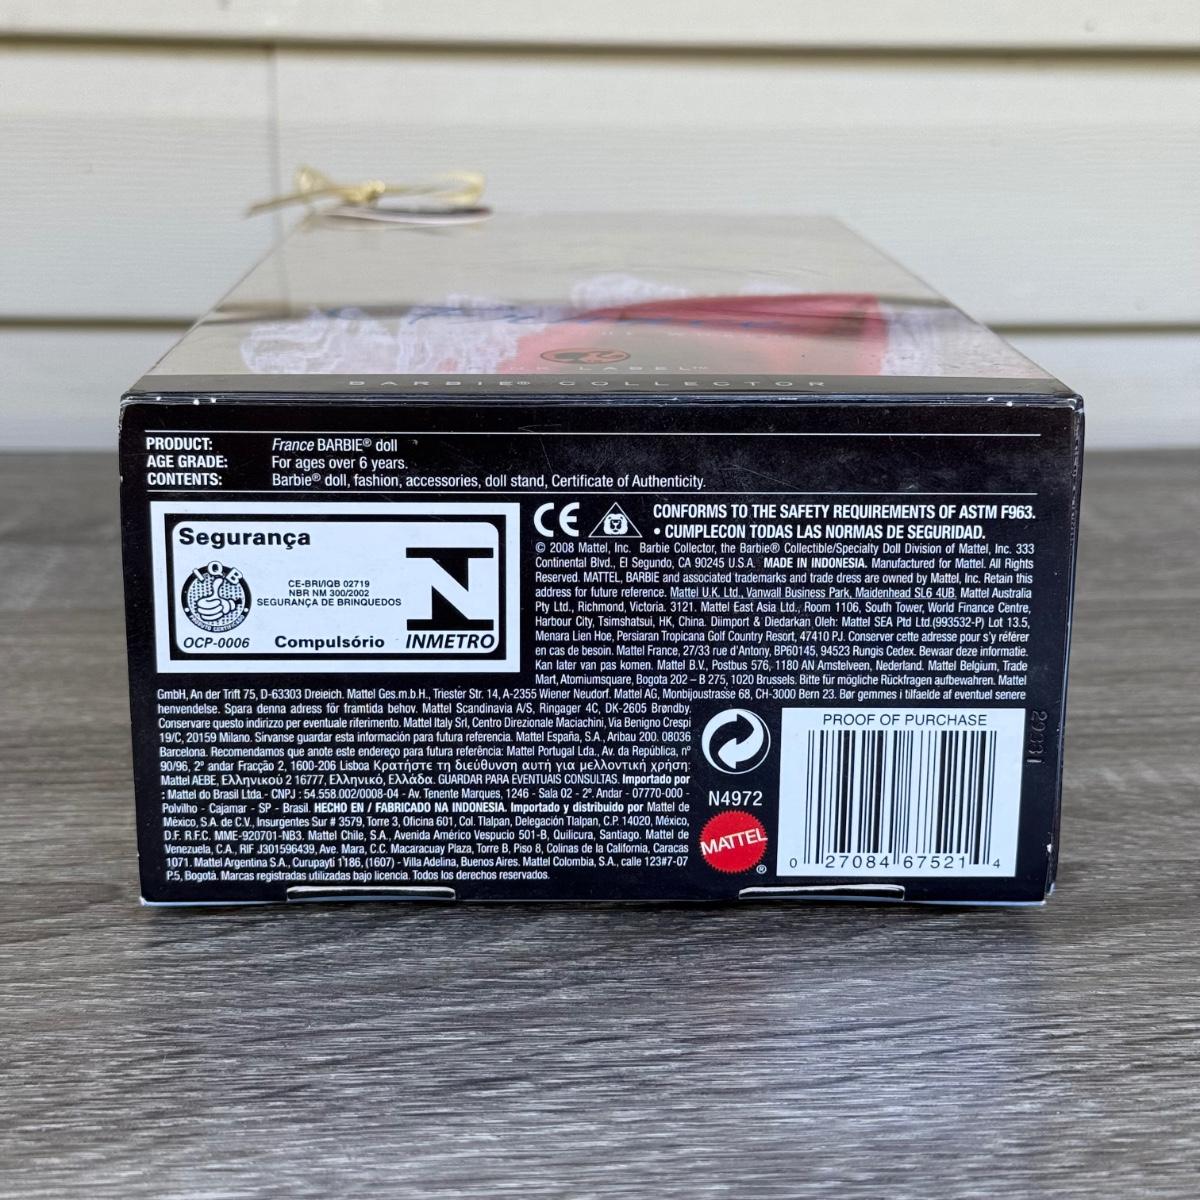 France
LABEL™
BARBIE® COLLECTOR
PRODUCT: France BARBIE® doll
AGE GRADE: For ages over 6 years.
CONTENTS: Barbie® doll, fashion, accessories, doll stand, Certificate of Authenticity.
Segurança
IQB
CE-BRI/IQB 02719
NBR NM 300/2002
SEGURANÇA DE BRINQUEDOS
OCP-0006 Compulsório INMETRO
CE
CONFORMS TO THE SAFETY REQUIREMENTS OF ASTM F963.
• CUMPLECON TODAS LAS NORMAS DE SEGURIDAD.
© 2008 Mattel, Inc. Barbie Collector, the Barbie® Collectible/Specialty Doll Division of Mattel, Inc. 333
Continental Blvd., El Segundo, CA 90245 U.S.A. MADE IN INDONESIA. Manufactured for Mattel. All Rights
Reserved. MATTEL, BARBIE and associated trademarks and trade dress are owned by Mattel, Inc. Retain this
address for future reference. Mattel U.K. Ltd., Vanwall Business Park, Maidenhead SL6 4UB. Mattel Australia
Pty Ltd., Richmond, Victoria. 3121. Mattel East Asia Ltd., Room 1106, South Tower, World Finance Centre,
Harbour City, Tsimshatsui, HK, China. Diimport & Diedarkan Oleh: Mattel SEA Ptd Ltd.(993532-P) Lot 13.5,
Menara Lien Hoe, Persiaran Tropicana Golf Country Resort, 47410 PJ. Conserver cette adresse pour s'y référer
en cas de besoin. Mattel France, 27/33 rue d'Antony, BP60145, 94523 Rungis Cedex. Bewaar deze informatie.
Kan later van pas komen. Mattel B.V., Postbus 576, 1180 AN Amstelveen, Nederland. Mattel Belgium, Trade
Mart, Atomiumsquare, Bogota 202 – B 275, 1020 Brussels. Bitte für mögliche Rückfragen aufbewahren. Mattel
GmbH, An der Trift 75, D-63303 Dreieich. Mattel Ges.m.b.H., Triester Str. 14, A-2355 Wiener Neudorf. Mattel AG, Monbijoustrasse 68, CH-3000 Bern 23. Bør gemmes i tilfaelde af eventuel senere
henvendelse. Spara denna adress för framtida behov. Mattel Scandinavia A/S, Ringager 4C, DK-2605 Brøndby.
Conservare questo indirizzo per eventuale riferimento. Mattel Italy Srl, Centro Direzionale Maciachini, Via Benigno Crespi
19/C, 20159 Milano. Sirvanse guardar esta información para futura referencia. Mattel España, S.A., Aribau 200. 08036
Barcelona. Recomendamos que anote este endereço para futura referência: Mattel Portugal Lda., Av. da República, nº
90/96, 2º andar Fracção 2, 1600-206 Lisboa Κρατήστε τη διεύθυνση αυτή για μελλοντική χρήση:
Mattel AEBE, Ελληνικού 2 16777, Ελληνικό, Ελλάδα. GUARDAR PARA EVENTUAIS CONSULTAS. Importado por
: Mattel do Brasil Ltda.- CNPJ : 54.558.002/0008-04 - Av. Tenente Marques, 1246 - Sala 02 - 2º. Andar - 07770-000 -
Polvilho - Cajamar - SP - Brasil. HECHO EN / FABRICADO NA INDONESIA. Importado y distribuido por Mattel de
México, S.A. de C.V., Insurgentes Sur # 3579, Torre 3, Oficina 601, Col. Tlalpan, Delegación Tlalpan, C.P. 14020, México,
D.F. R.F.C. MME-920701-NB3. Mattel Chile, S.A., Avenida Américo Vespucio 501-B, Quilicura, Santiago. Mattel de
Venezuela, C.A., RIF J301596439, Ave. Mara, C.C. Macaracuay Plaza, Torre B, Piso 8, Colinas de la California, Caracas
1071. Mattel Argentina S.A., Curupayti 1186, (1607) - Villa Adelina, Buenos Aires. Mattel Colombia, S.A., calle 123#7-07
P.5, Bogotá. Marcas registradas utilizadas bajo licencia. Todos los derechos reservados.
N4972
MATTEL
®
PROOF OF PURCHASE
0 27084 67521 4